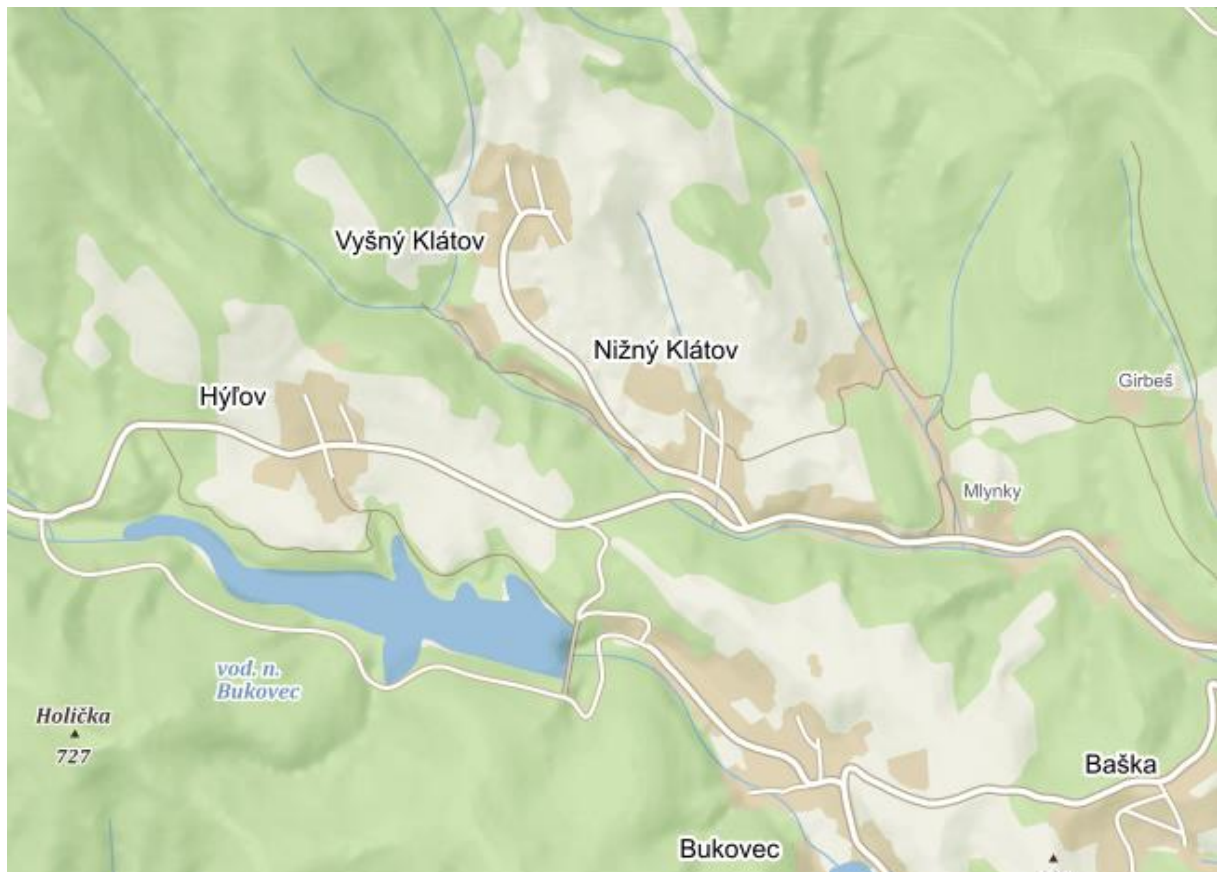 Vyšný Klátov
Nižný Klátov
Girbeš
Hýľov
Mlynky
vod. n.
Bukovec
Holička
727
Baška
Bukovec